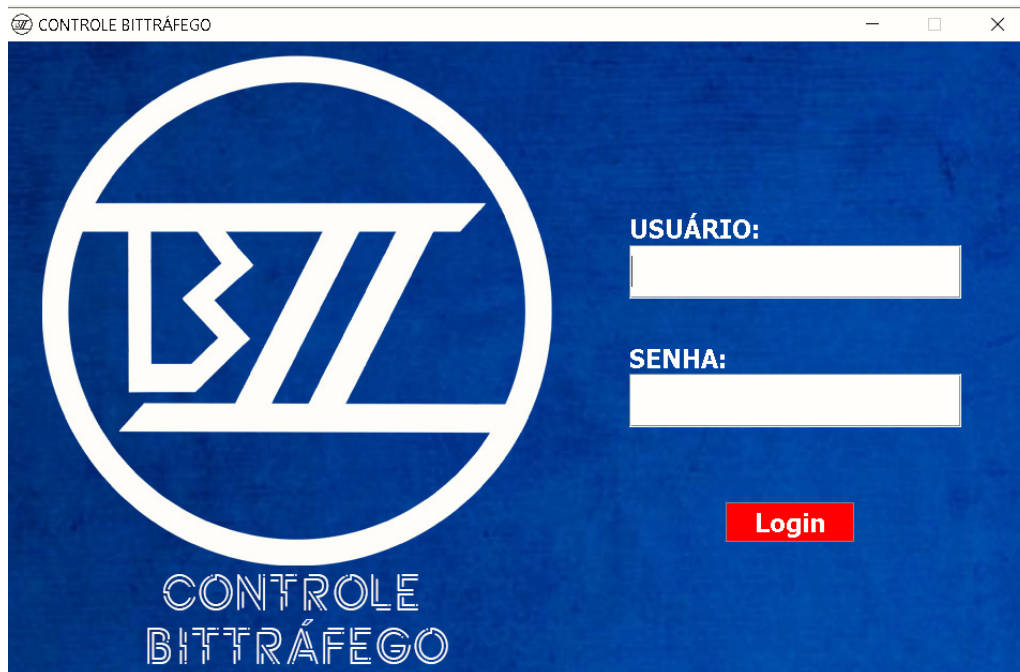 CONTROLE BITTRÁFEGO
USUÁRIO:
SENHA:
Login
CONTROLE
BITTRÁFEGO